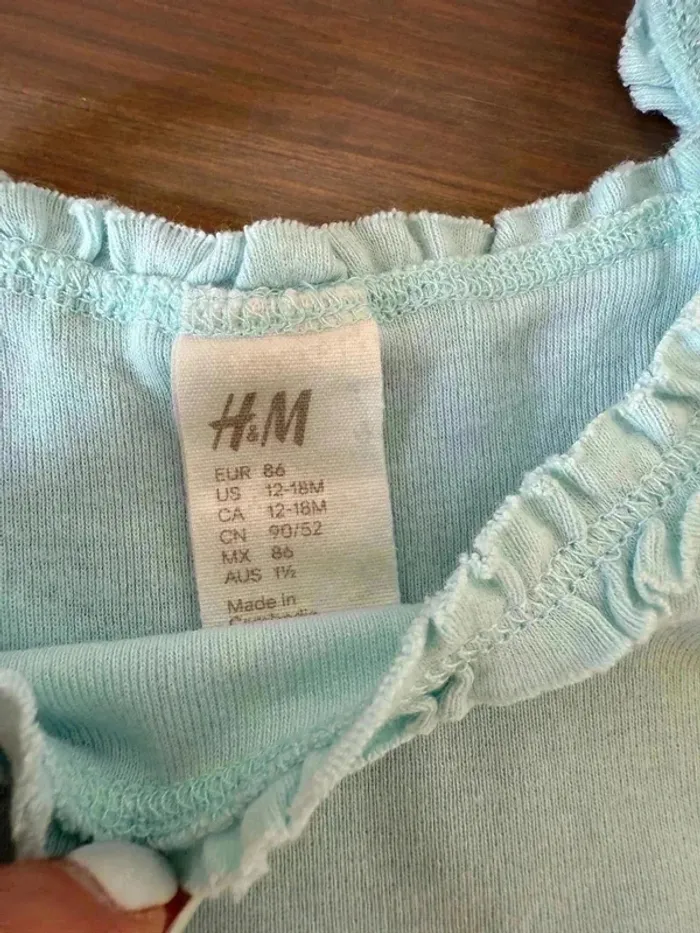 H&M
EUR 86
US 12-18M
CA 12-18M
CN 90/52
MX 86
AUS 1½
Made in